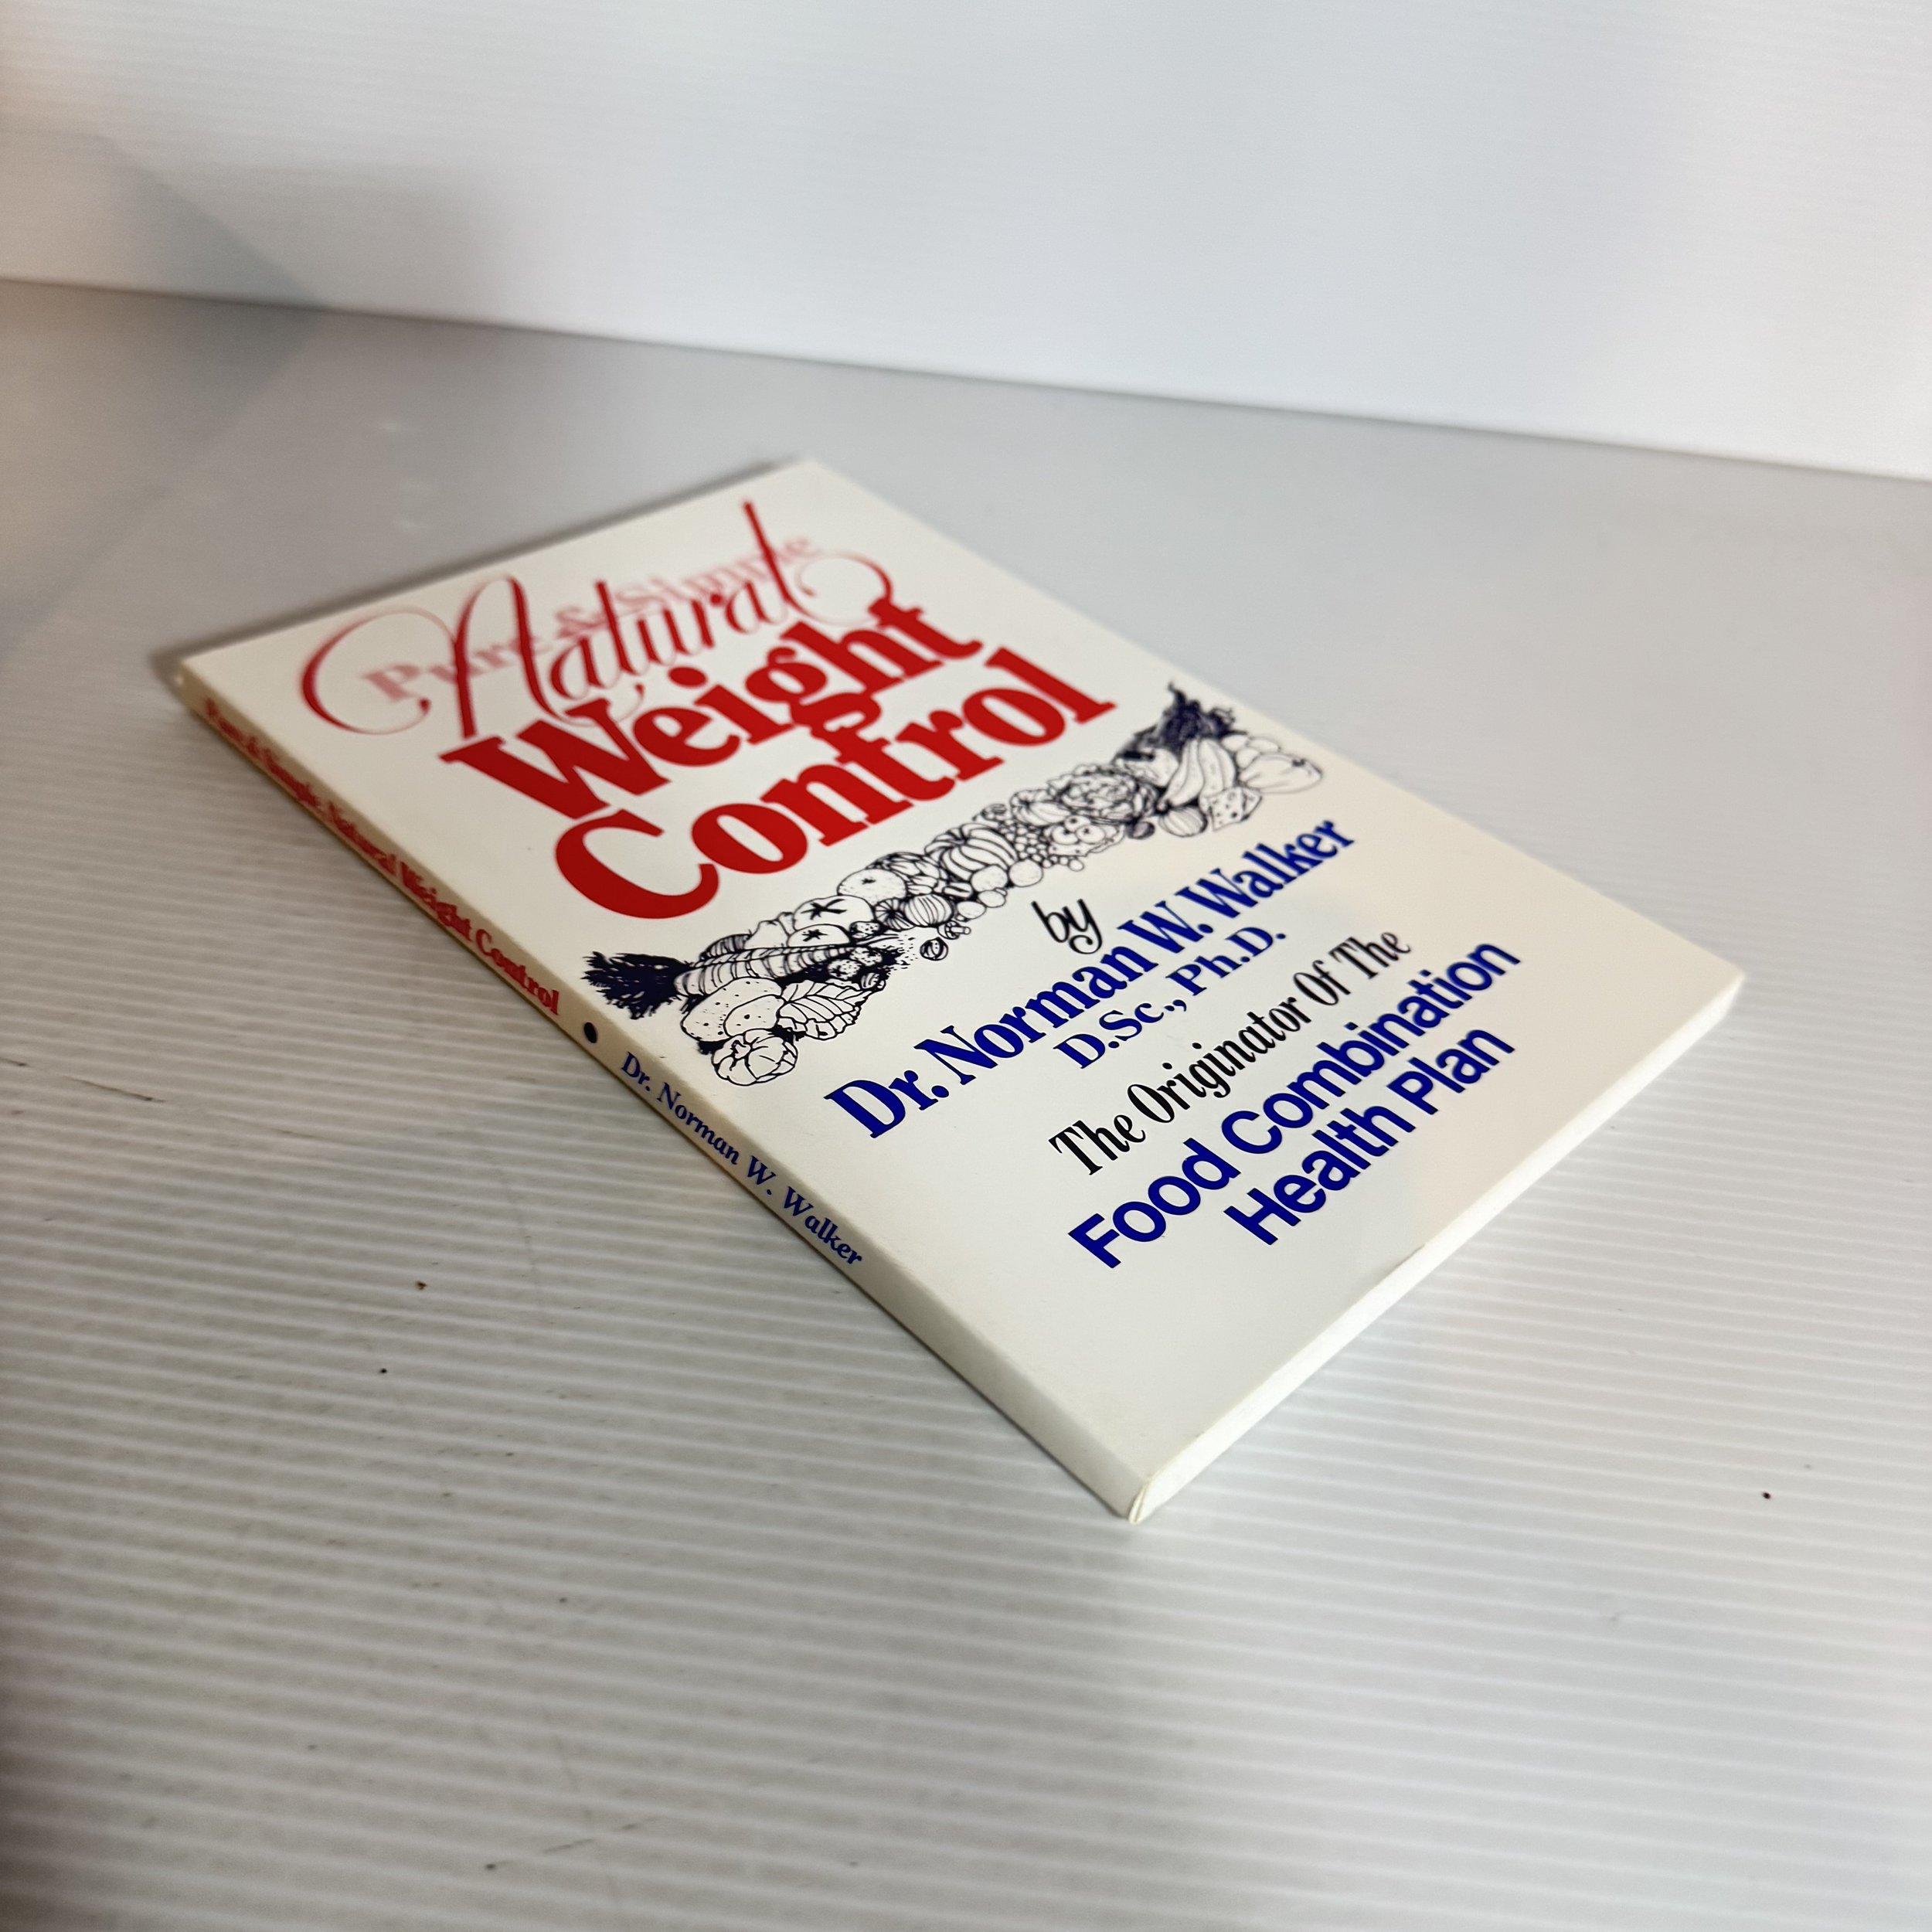 Pure & Simple
Natural
Weight
Control
by
Dr. Norman W. Walker
D.Sc., Ph.D.
The Originator Of The
Food Combination
Health Plan
Pure & Simple Natural Weight Control • Dr. Norman W. Walker